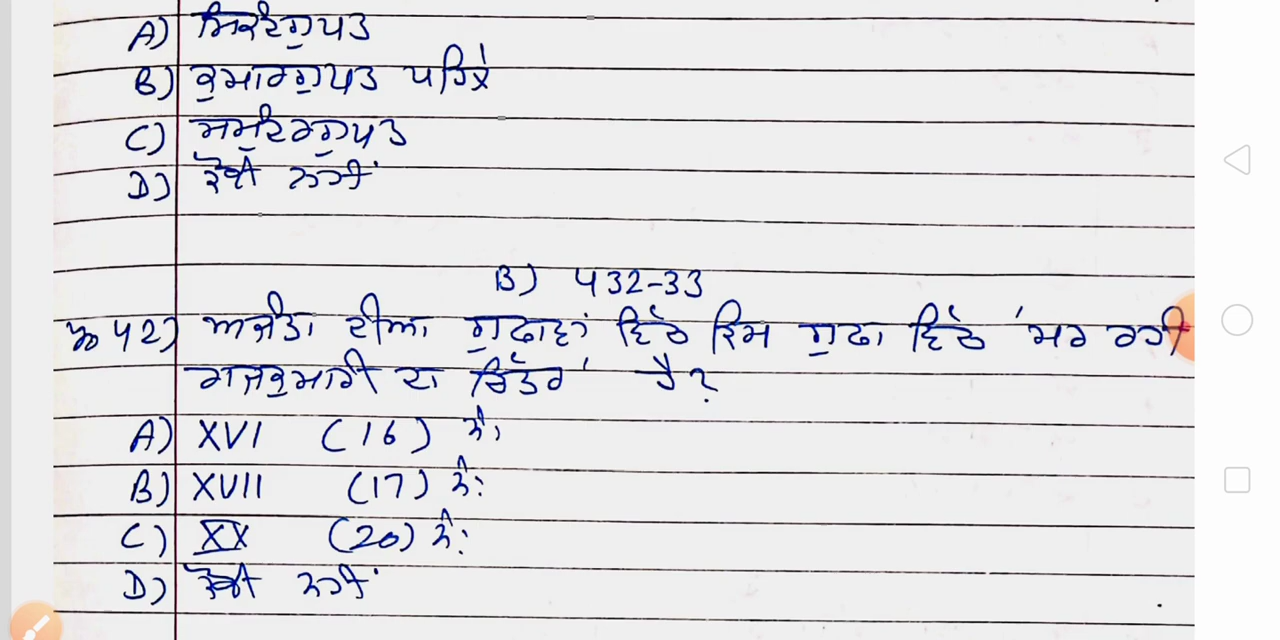 A) ਸਿਕੰਦਗੁਪਤ
B) ਕੁਮਾਰਗੁਪਤ ਪਹਿਲੇ
C) ਸਮੁੰਦਰਗੁਪਤ
D) ਕੋਈ ਨਹੀਂ
B) 432-33
ਪ੍ਰ 42) ਅਜੰਤਾ ਦੀਆ ਗੁਫਾਵਾਂ ਵਿੱਚੋ ਕਿਸ ਗੁਫਾ ਵਿੱਚ 'ਮਰ ਰਹੀ
ਰਾਜਕੁਮਾਰੀ ਦਾ ਚਿੱਤਰ' ਹੈ?
A) XVI (16) ਨੰ:
B) XVII (17) ਨੰ:
C) XX (20) ਨੰ:
D) ਕੋਈ ਨਹੀਂ